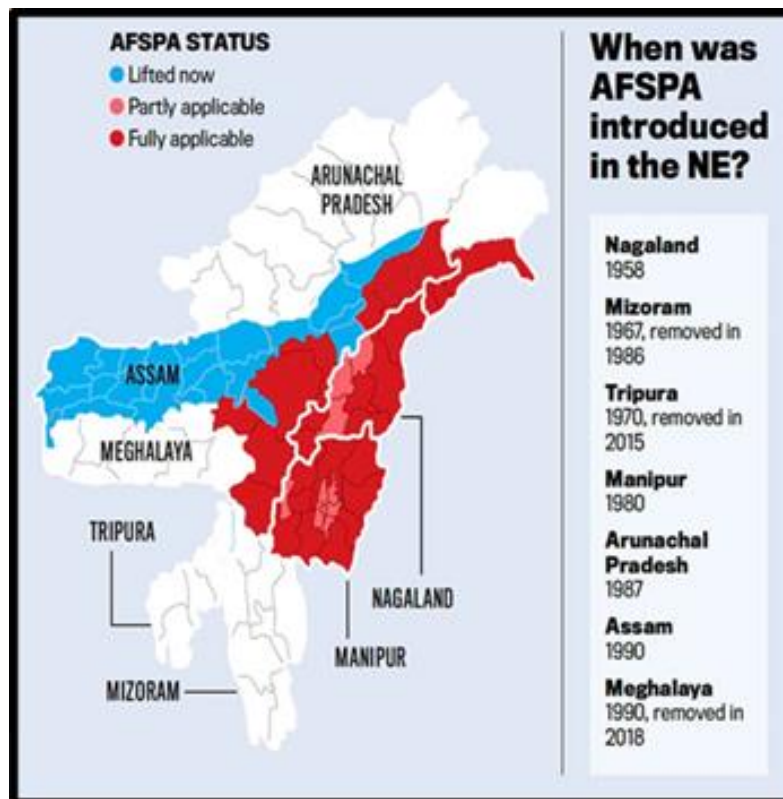 AFSPA STATUS
Lifted now
Partly applicable
Fully applicable
ARUNACHAL
PRADESH
ASSAM
MEGHALAYA
TRIPURA
NAGALAND
MANIPUR
MIZORAM
When was
AFSPA
introduced
in the NE?
Nagaland
1958
Mizoram
1967, removed in
1986
Tripura
1970, removed in
2015
Manipur
1980
Arunachal
Pradesh
1987
Assam
1990
Meghalaya
1990, removed in
2018